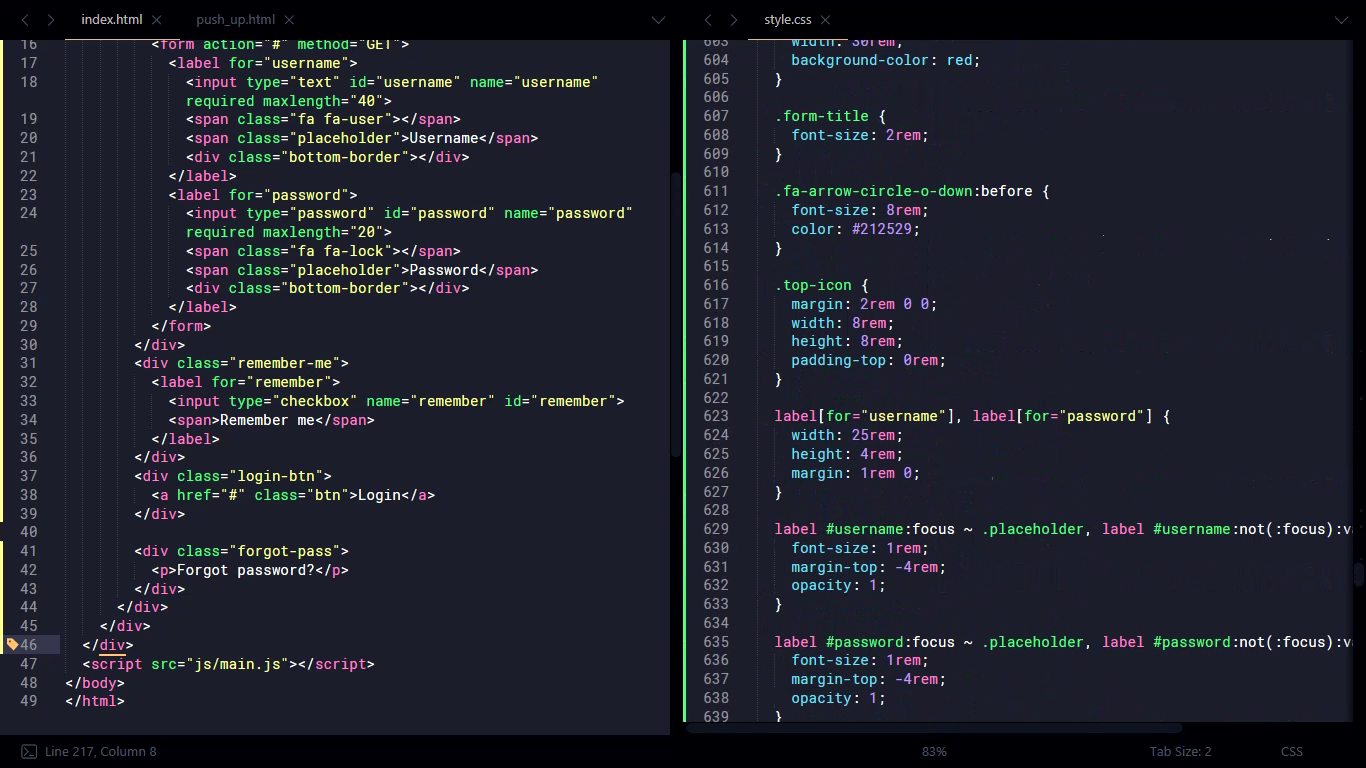 index.html
push_up.html
style.css
16 <form action="#" method="GET">
17 <label for="username">
18 <input type="text" id="username" name="username"
required maxlength="40">
19 <span class="fa fa-user"></span>
20 <span class="placeholder">Username</span>
21 <div class="bottom-border"></div>
22 </label>
23 <label for="password">
24 <input type="password" id="password" name="password"
required maxlength="20">
25 <span class="fa fa-lock"></span>
26 <span class="placeholder">Password</span>
27 <div class="bottom-border"></div>
28 </label>
29 </form>
30 </div>
31 <div class="remember-me">
32 <label for="remember">
33 <input type="checkbox" name="remember" id="remember">
34 <span>Remember me</span>
35 </label>
36 </div>
37 <div class="login-btn">
38 <a href="#" class="btn">Login</a>
39 </div>
40
41 <div class="forgot-pass">
42 <p>Forgot password?</p>
43 </div>
44 </div>
45 </div>
46 </div>
47 <script src="js/main.js"></script>
48 </body>
49 </html>
603 width: 30rem;
604 background-color: red;
605 }
606
607 .form-title {
608 font-size: 2rem;
609 }
610
611 .fa-arrow-circle-o-down:before {
612 font-size: 8rem;
613 color: #212529;
614 }
615
616 .top-icon {
617 margin: 2rem 0 0;
618 width: 8rem;
619 height: 8rem;
620 padding-top: 0rem;
621 }
622
623 label[for="username"], label[for="password"] {
624 width: 25rem;
625 height: 4rem;
626 margin: 1rem 0;
627 }
628
629 label #username:focus ~ .placeholder, label #username:not(:focus):v
630 font-size: 1rem;
631 margin-top: -4rem;
632 opacity: 1;
633 }
634
635 label #password:focus ~ .placeholder, label #password:not(:focus):v
636 font-size: 1rem;
637 margin-top: -4rem;
638 opacity: 1;
639 }
Line 217, Column 8
83%
Tab Size: 2
CSS